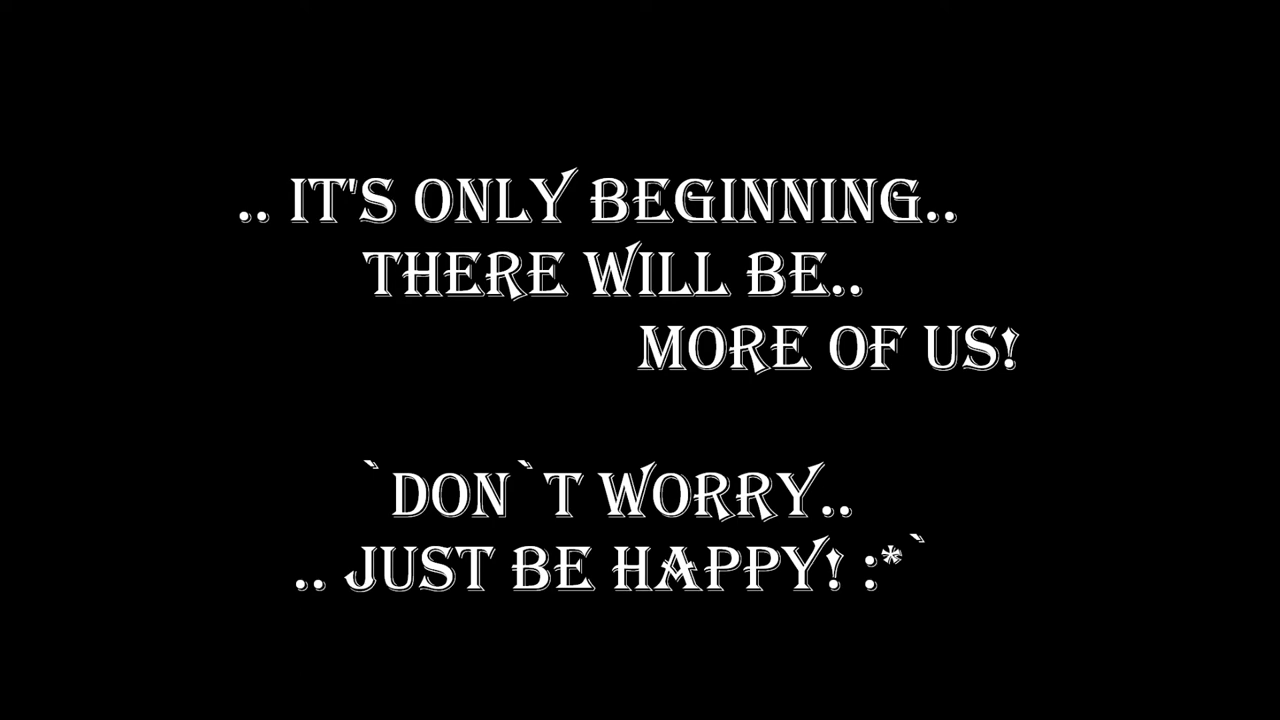 .. IT'S ONLY BEGINNING..
THERE WILL BE..
MORE OF US!
`DON`T WORRY..
.. JUST BE HAPPY! :*`